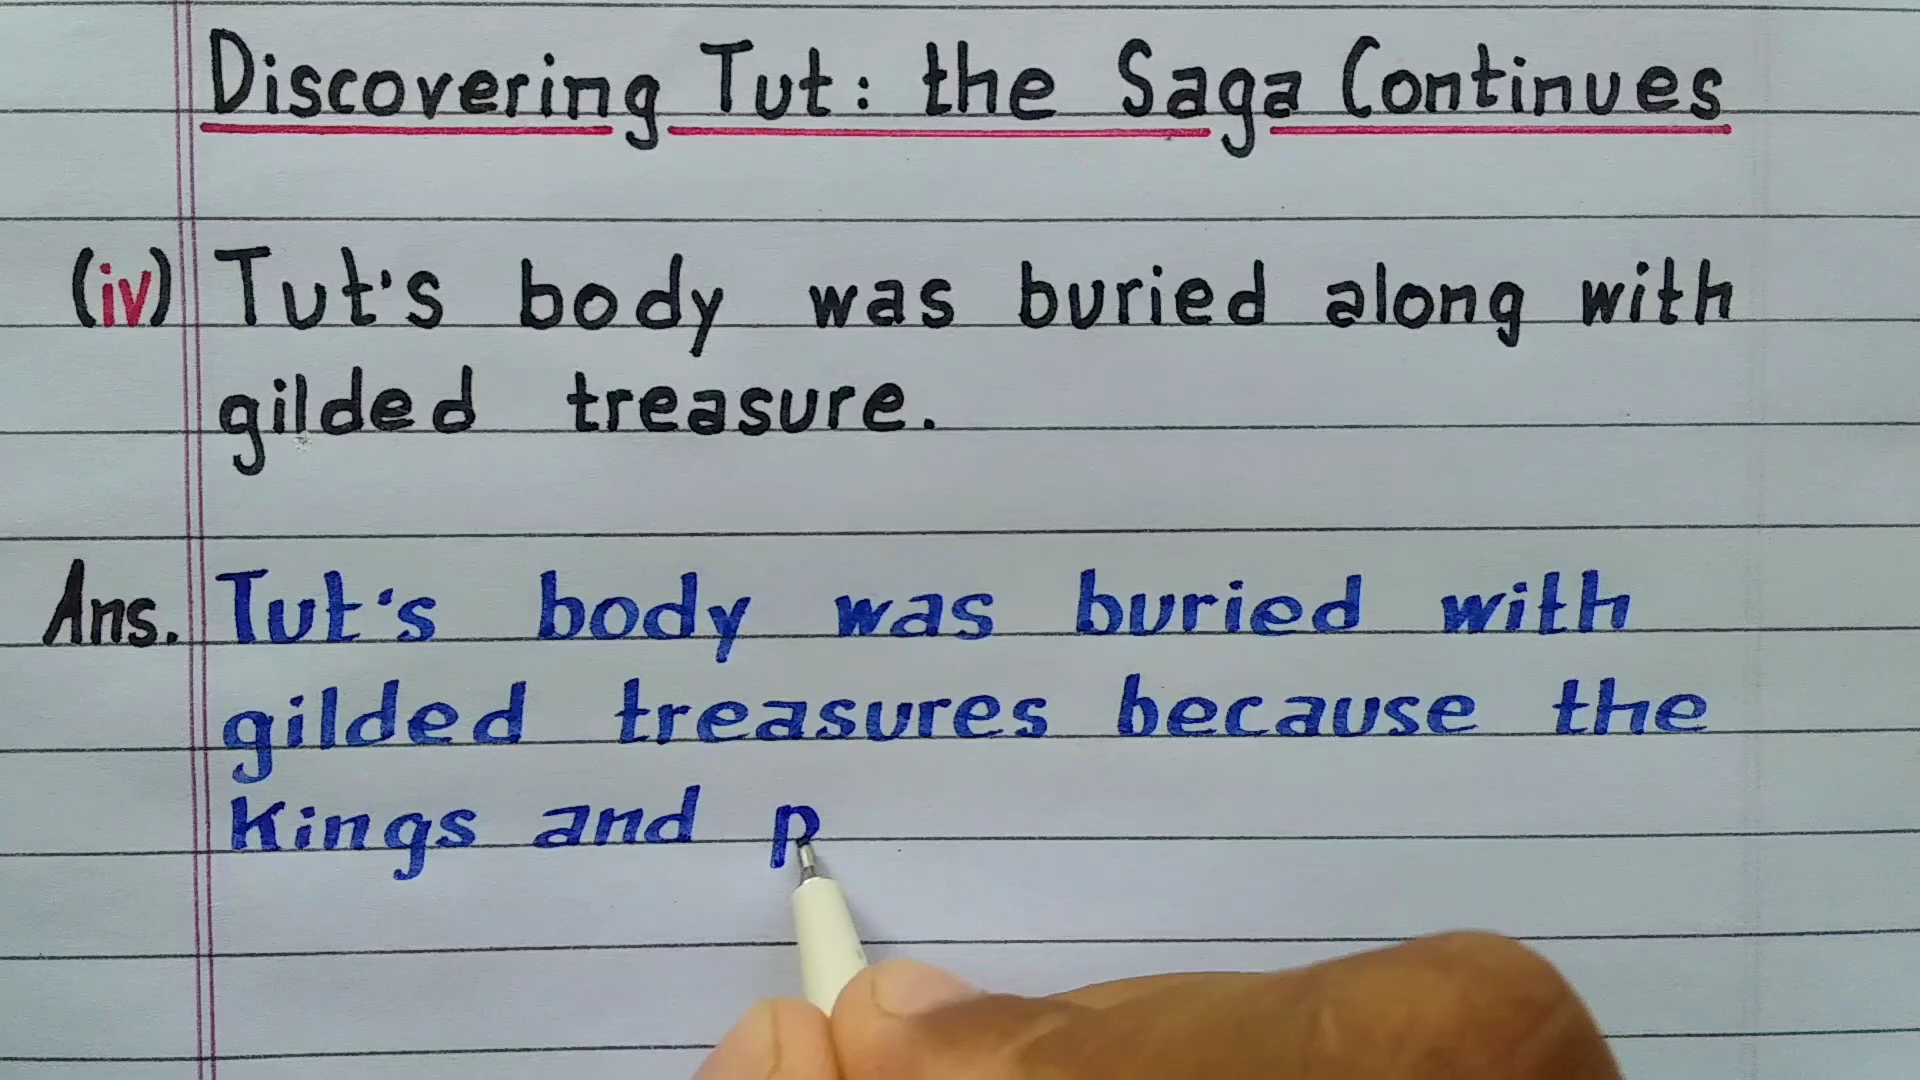 Discovering Tut: the Saga Continues
(iv) Tut's body was buried along with
gilded treasure.
Ans. Tut's body was buried with
gilded treasures because the
Kings and p